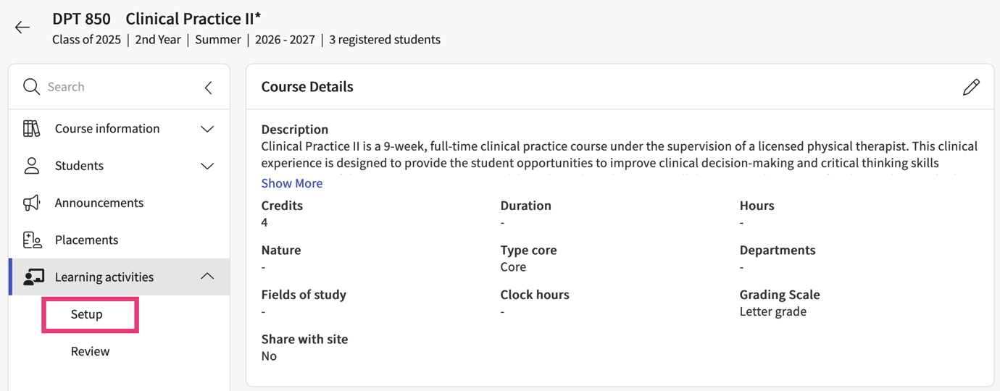 DPT 850 Clinical Practice II*
Class of 2025 | 2nd Year | Summer | 2026 - 2027 | 3 registered students
Search
Course information
Students
Announcements
Placements
Learning activities
Setup
Review
Course Details
Description
Clinical Practice II is a 9-week, full-time clinical practice course under the supervision of a licensed physical therapist. This clinical
experience is designed to provide the student opportunities to improve clinical decision-making and critical thinking skills
Show More
Credits Duration Hours
4 - -
Nature Type core Departments
- Core -
Fields of study Clock hours Grading Scale
- - Letter grade
Share with site
No